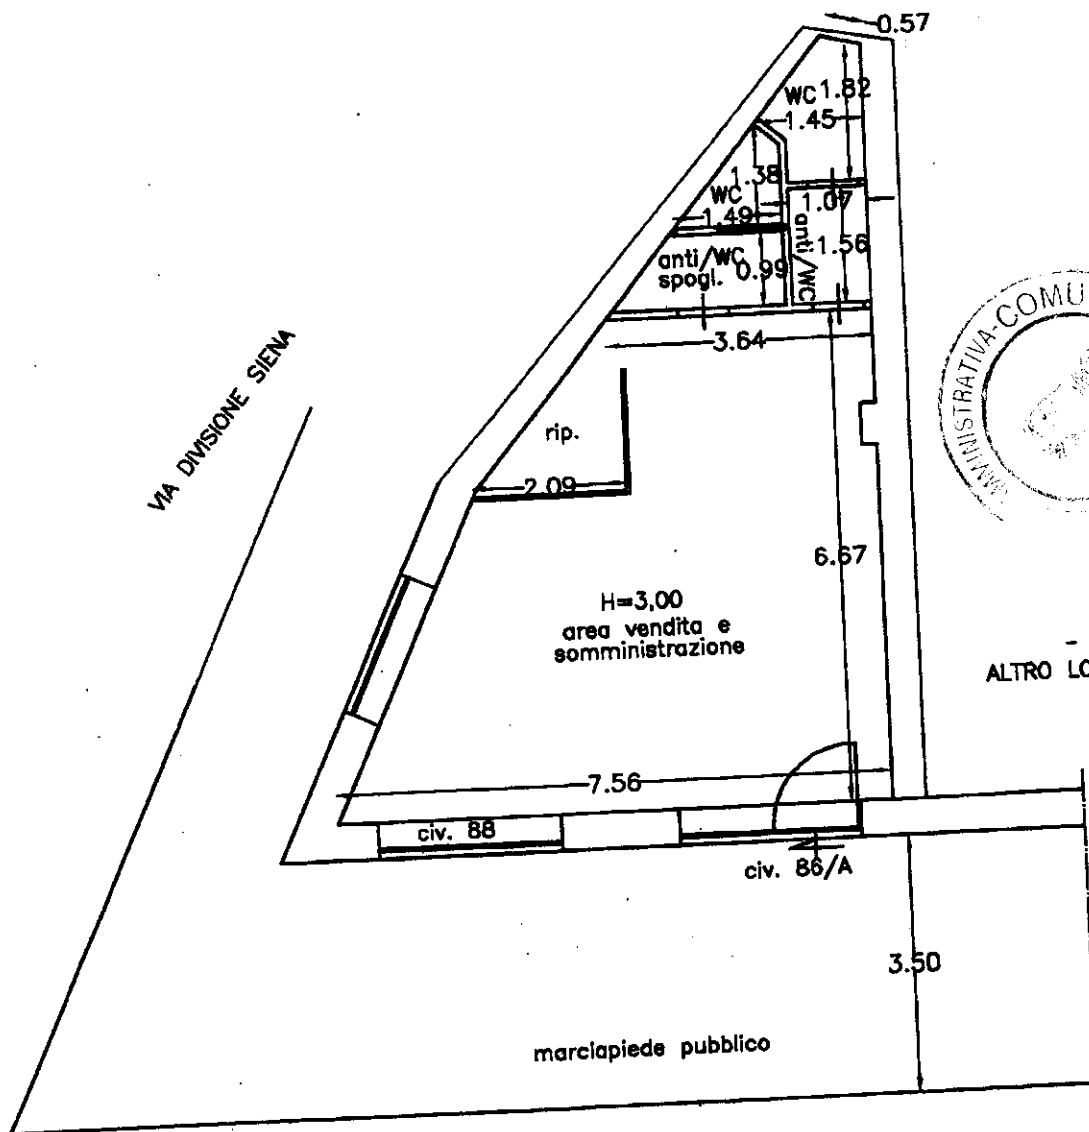 0.57
WC 1.82
1.45
1.38
WC
1.07
1.49
anti/WC
1.56
anti/WC
spogl. 0.99
3.64
VIA DIVISIONE SIENA
rip.
2.09
6.67
H=3,00
area vendita e
somministrazione
ALTRO
7.56
civ. 88
civ. 86/A
3.50
marciapiede pubblico